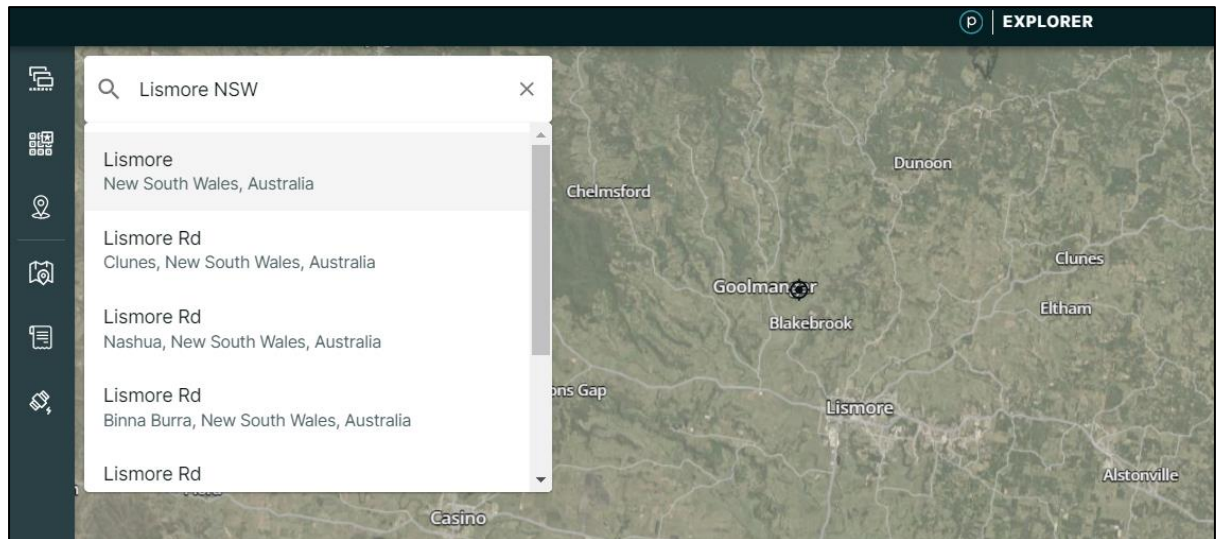 p | EXPLORER
Lismore NSW
Lismore
New South Wales, Australia
Lismore Rd
Clunes, New South Wales, Australia
Lismore Rd
Nashua, New South Wales, Australia
Lismore Rd
Binna Burra, New South Wales, Australia
Lismore Rd
Dunoon
Chelmsford
Clunes
Eltham
Blakebrook
ons Gap
Lismore
Alstonville
Casino